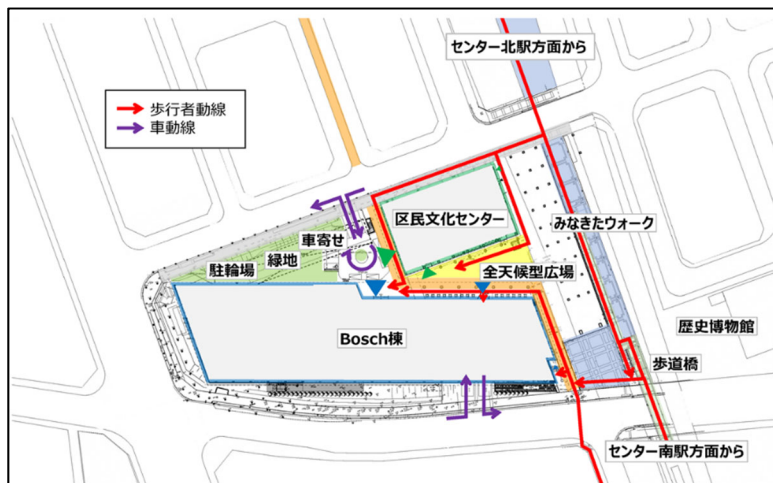 センター北駅方面から
歩行者動線
車動線
区民文化センター
みなきたウォーク
車寄せ
緑地
駐輪場
全天候型広場
歴史博物館
Bosch棟
歩道橋
センター南駅方面から